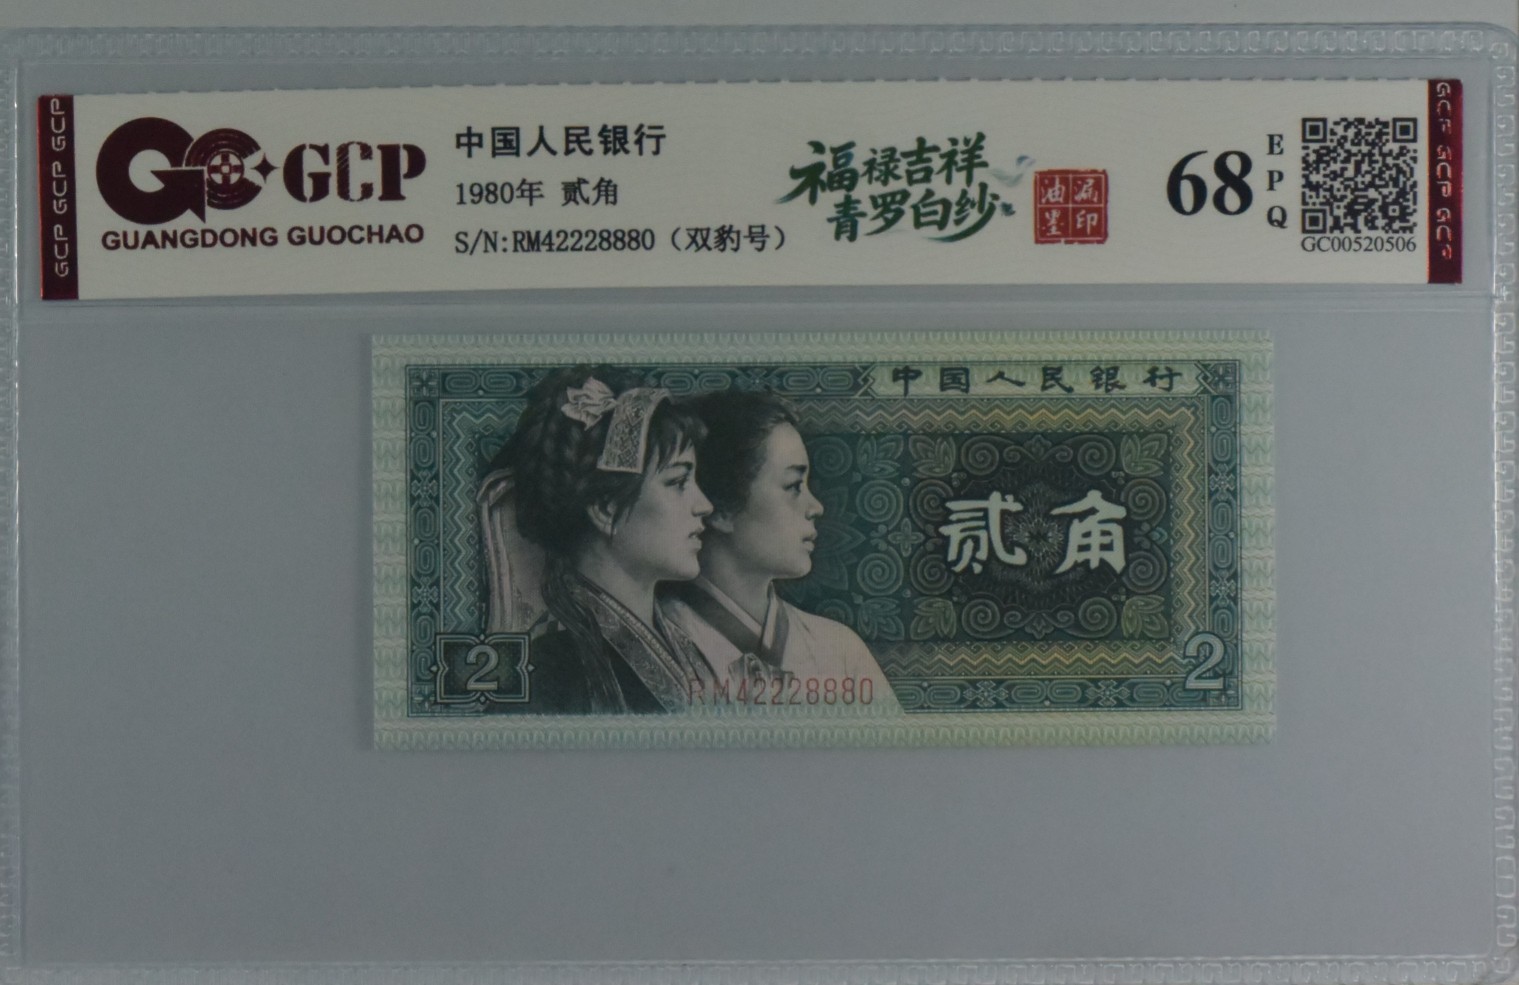 GCP GCP GCP
GCP
GUANGDONG GUOCHAO
中国人民银行
1980年 贰角
S/N:RM42228880（双豹号）
福禄吉祥
青罗白纱
油 漏
墨 印
68
EPQ
GC00520506
GCP GCP GCP
中国人民银行
贰角
2
2
RM42228880